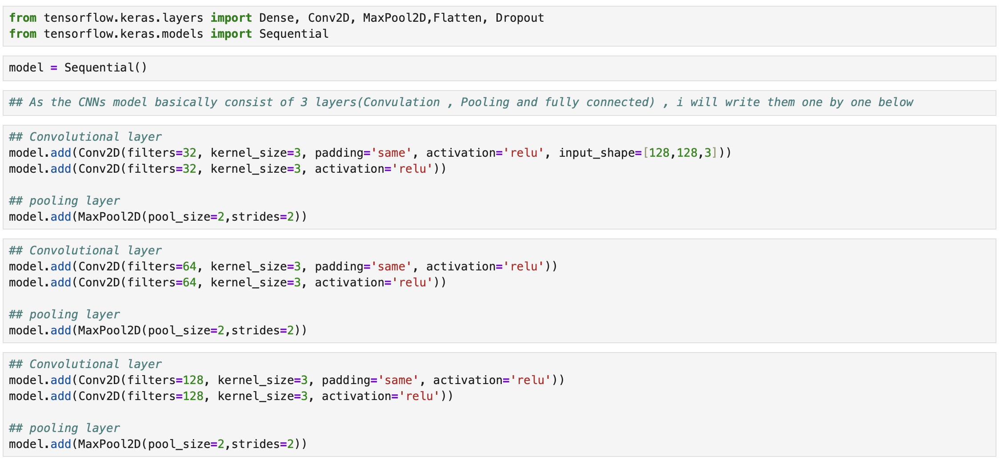 from tensorflow.keras.layers import Dense, Conv2D, MaxPool2D,Flatten, Dropout
from tensorflow.keras.models import Sequential
model = Sequential()
## As the CNNs model basically consist of 3 layers(Convulation , Pooling and fully connected) , i will write them one by one below
## Convolutional layer
model.add(Conv2D(filters=32, kernel_size=3, padding='same', activation='relu', input_shape=[128,128,3]))
model.add(Conv2D(filters=32, kernel_size=3, activation='relu'))
## pooling layer
model.add(MaxPool2D(pool_size=2,strides=2))
## Convolutional layer
model.add(Conv2D(filters=64, kernel_size=3, padding='same', activation='relu'))
model.add(Conv2D(filters=64, kernel_size=3, activation='relu'))
## pooling layer
model.add(MaxPool2D(pool_size=2,strides=2))
## Convolutional layer
model.add(Conv2D(filters=128, kernel_size=3, padding='same', activation='relu'))
model.add(Conv2D(filters=128, kernel_size=3, activation='relu'))
## pooling layer
model.add(MaxPool2D(pool_size=2,strides=2))